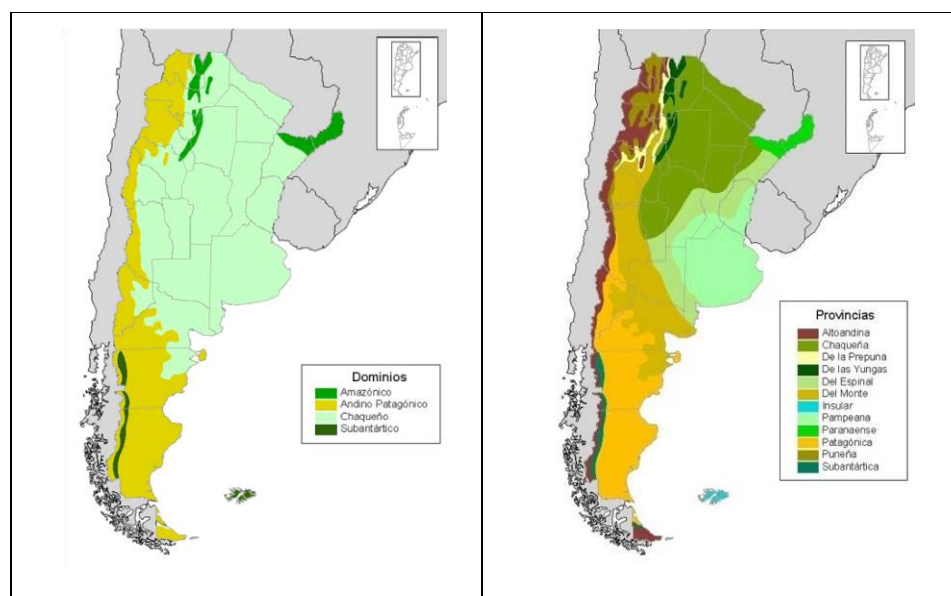 Dominios
Amazónico
Andino Patagónico
Chaqueño
Subantártico
Provincias
Altoandina
Chaqueña
De la Prepuna
De las Yungas
Del Espinal
Del Monte
Insular
Pampeana
Paranaense
Patagónica
Puneña
Subantártica